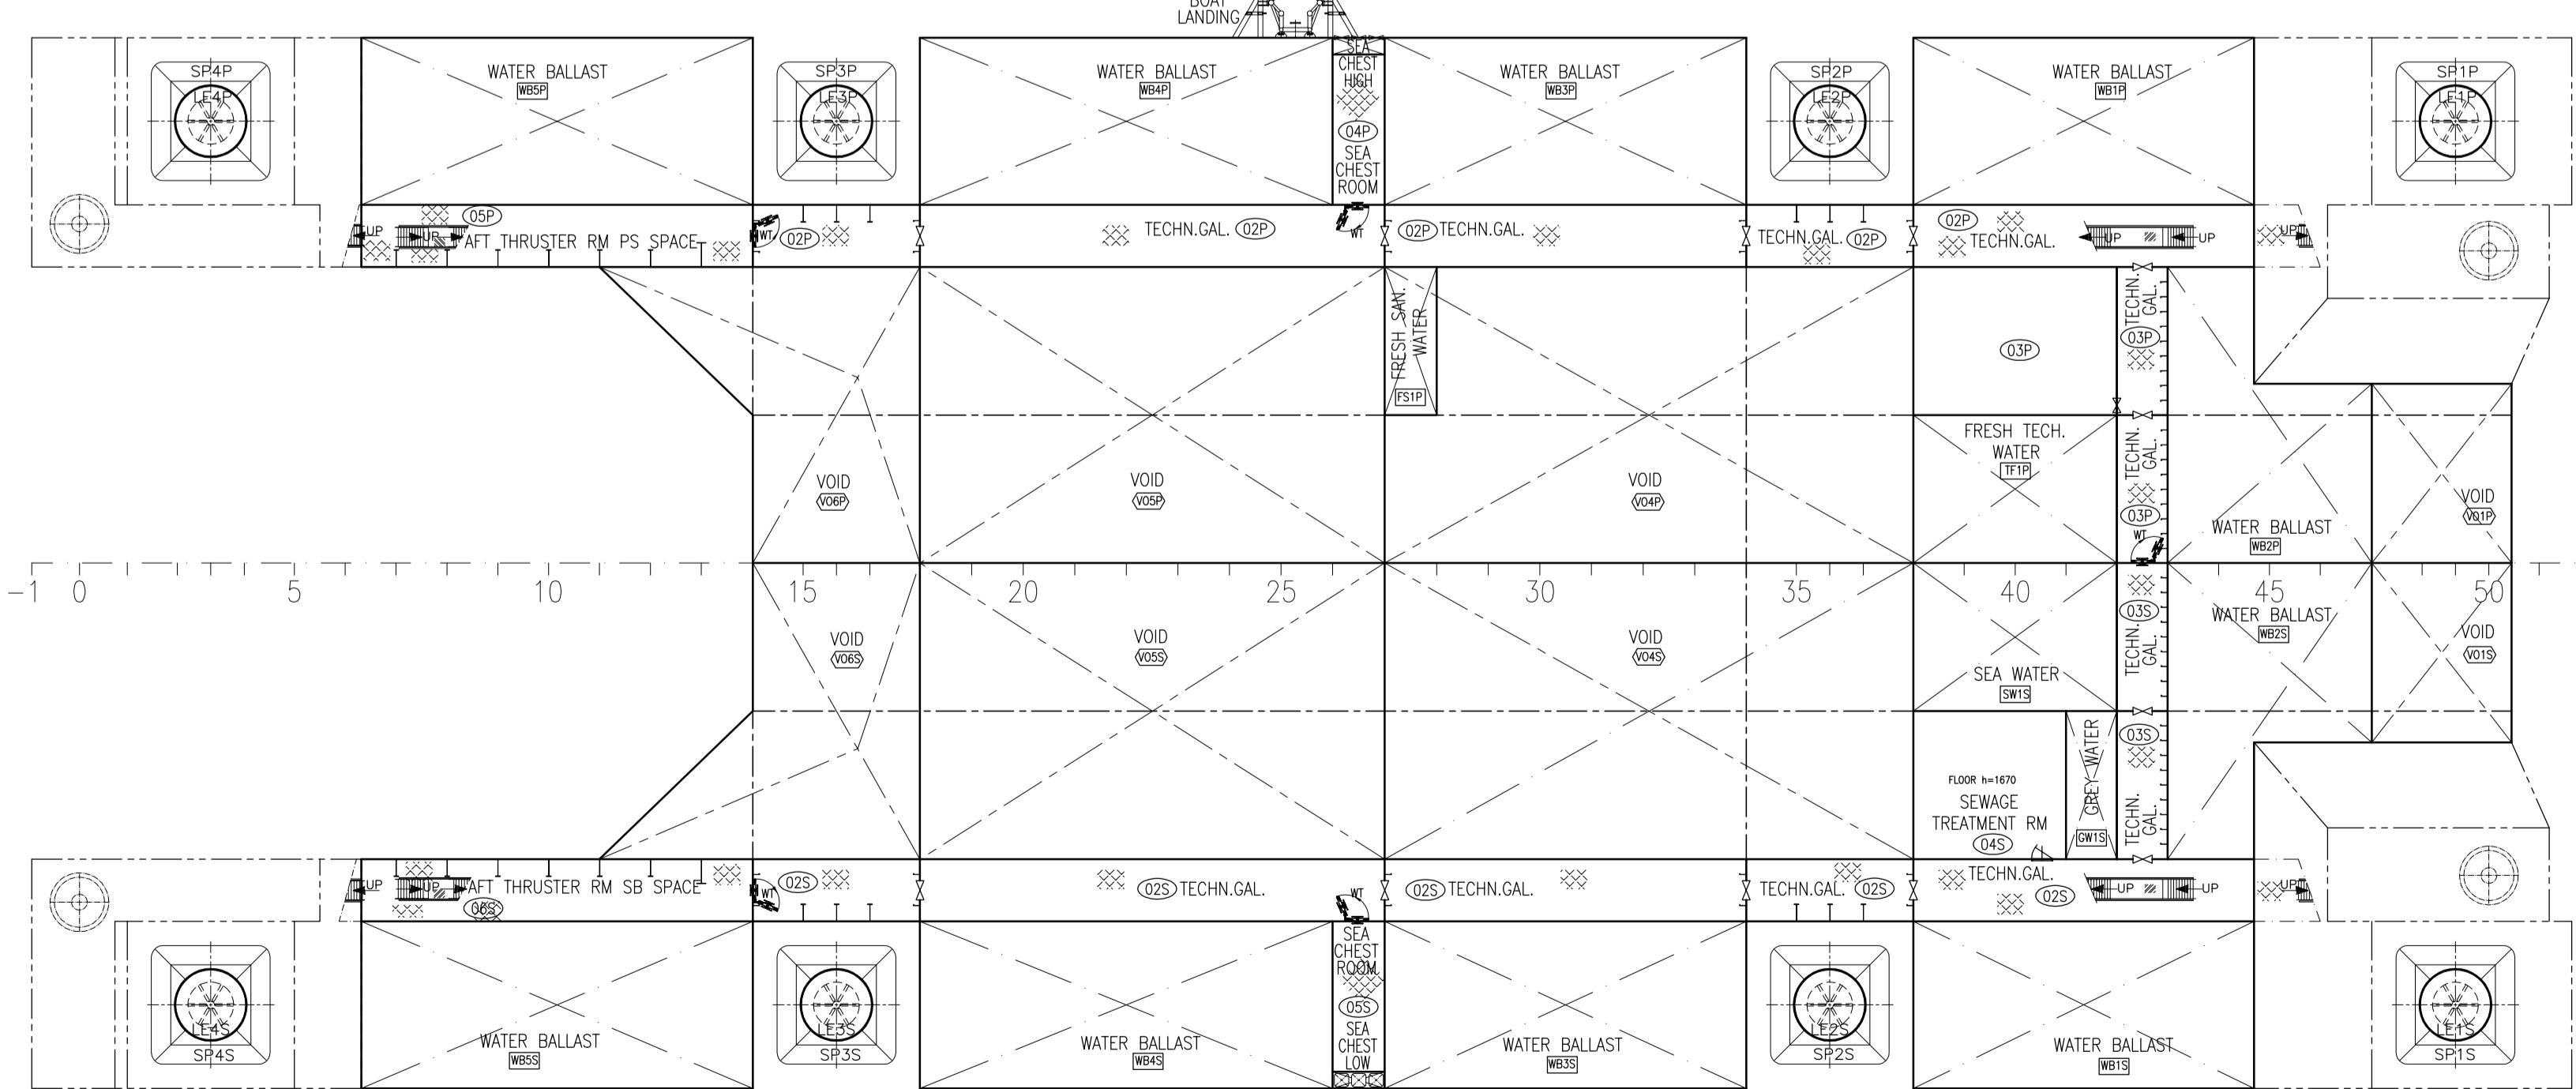 BOAT
LANDING
SP4P
LE4P
WATER BALLAST
WB5P
SP3P
LE3P
WATER BALLAST
WB4P
SEA
CHEST
HIGH
04P
SEA
CHEST
ROOM
WATER BALLAST
WB3P
SP2P
LE2P
WATER BALLAST
WB1P
SP1P
LE1P
UP
UP
05P
AFT THRUSTER RM PS SPACE
WT
02P
TECHN.GAL. 02P
WT
02P TECHN.GAL.
TECHN.GAL. 02P
02P
TECHN.GAL.
UP
UP
UP
FRESH SAN.
WATER
FS1P
03P
TECHN.
GAL.
03P
FRESH TECH.
WATER
TF1P
TECHN.
GAL.
03P
WT
VOID
V06P
VOID
V05P
VOID
V04P
WATER BALLAST
WB2P
VOID
V01P
-1 0 5 10 15 20 25 30 35 40 45 50
VOID
V06S
VOID
V05S
VOID
V04S
SEA WATER
SW1S
03S
TECHN.
GAL.
WATER BALLAST
WB2S
VOID
V01S
FLOOR h=1670
SEWAGE
TREATMENT RM
04S
GREY WATER
GW1S
03S
TECHN.
GAL.
UP
UP
AFT THRUSTER RM SB SPACE
06S
WT
02S
02S TECHN.GAL.
WT
02S TECHN.GAL.
TECHN.GAL. 02S
TECHN.GAL.
02S
UP
UP
UP
LE4S
SP4S
WATER BALLAST
WB5S
LE3S
SP3S
WATER BALLAST
WB4S
SEA
CHEST
ROOM
05S
SEA
CHEST
LOW
WATER BALLAST
WB3S
LE2S
SP2S
WATER BALLAST
WB1S
LE1S
SP1S